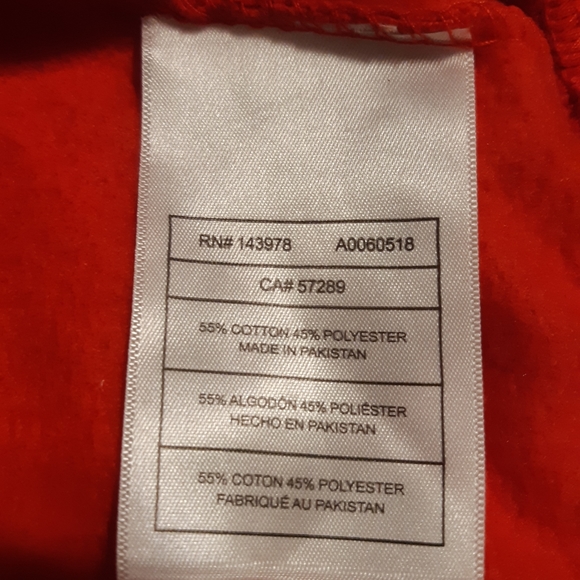 RN# 143978 A0060518
CA# 57289
55% COTTON 45% POLYESTER
MADE IN PAKISTAN
55% ALGODÓN 45% POLIÉSTER
HECHO EN PAKISTAN
55% COTON 45% POLYESTER
FABRIQUÉ AU PAKISTAN